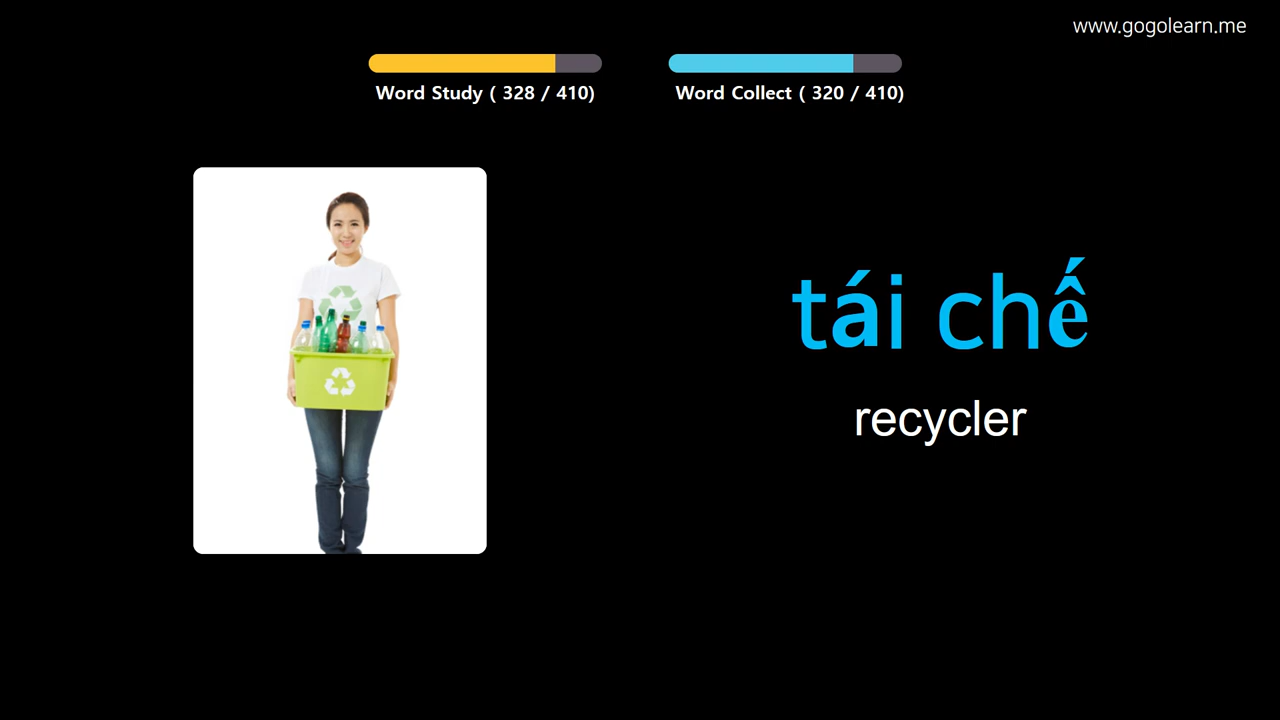 www.gogolearn.me
Word Study ( 328 / 410)
Word Collect ( 320 / 410)
tái chế
recycler